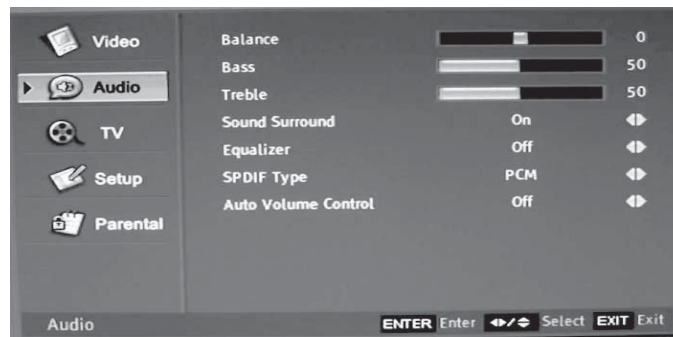 Video
Audio
TV
Setup
Parental
Balance 0
Bass 50
Treble 50
Sound Surround On
Equalizer Off
SPDIF Type PCM
Auto Volume Control Off
Audio ENTER Enter / Select EXIT Exit